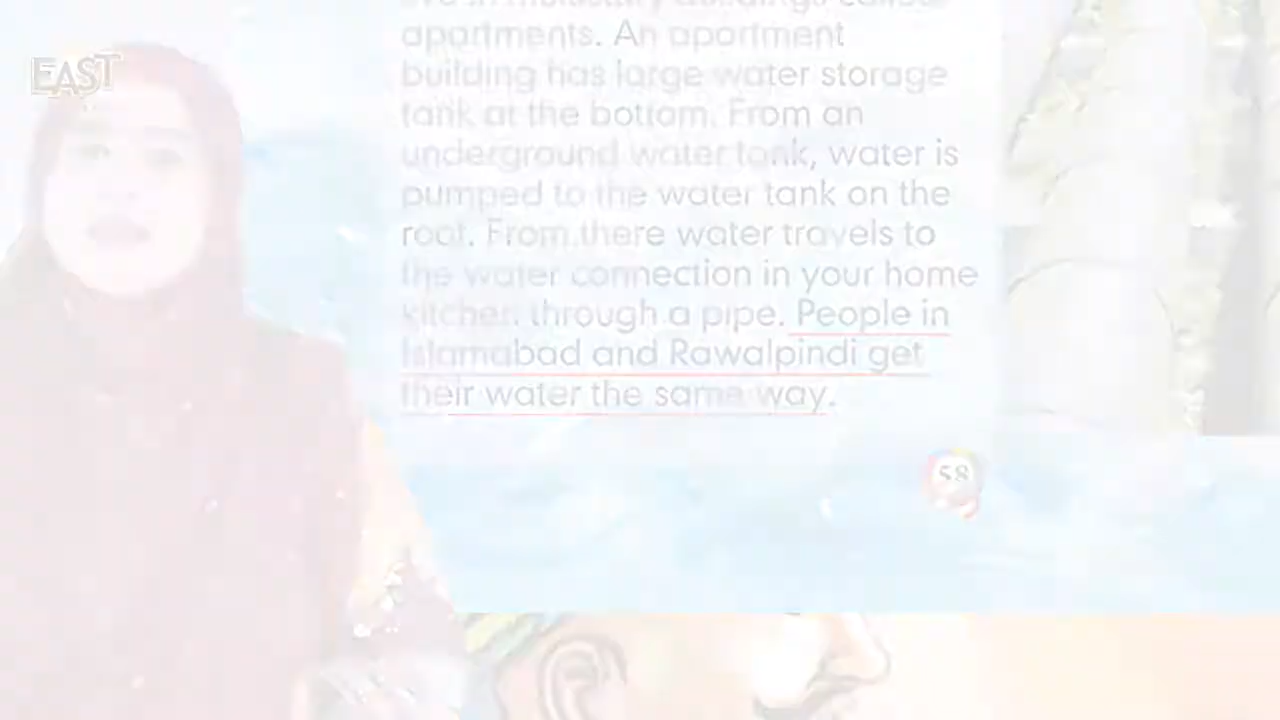 EAST
apartments. An apartment
building has large water storage
tank at the bottom. From an
underground water tank, water is
pumped to the water tank on the
roof. From there water travels to
the water connection in your home
kitchen through a pipe. People in
Islamabad and Rawalpindi get
their water the same way.
58